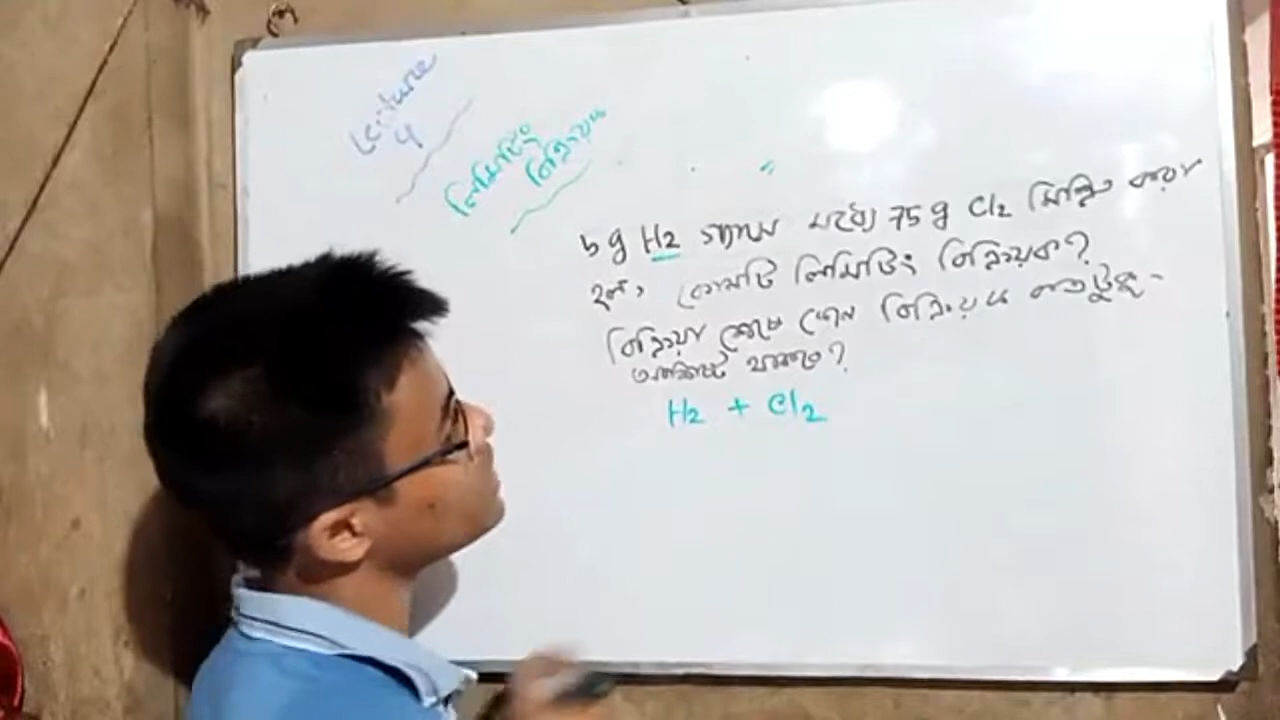 Lecture
4
লিমিটিং
বিক্রিয়ক
5 g H2 গ্যাসের মধ্যে 75 g Cl2 মিশ্রিত করা
হল, কোনটি লিমিটিং বিক্রিয়ক?
বিক্রিয়া শেষে কোন বিক্রিয়ক কতটুকু -
অবশিষ্ট থাকবে?
H2 + Cl2